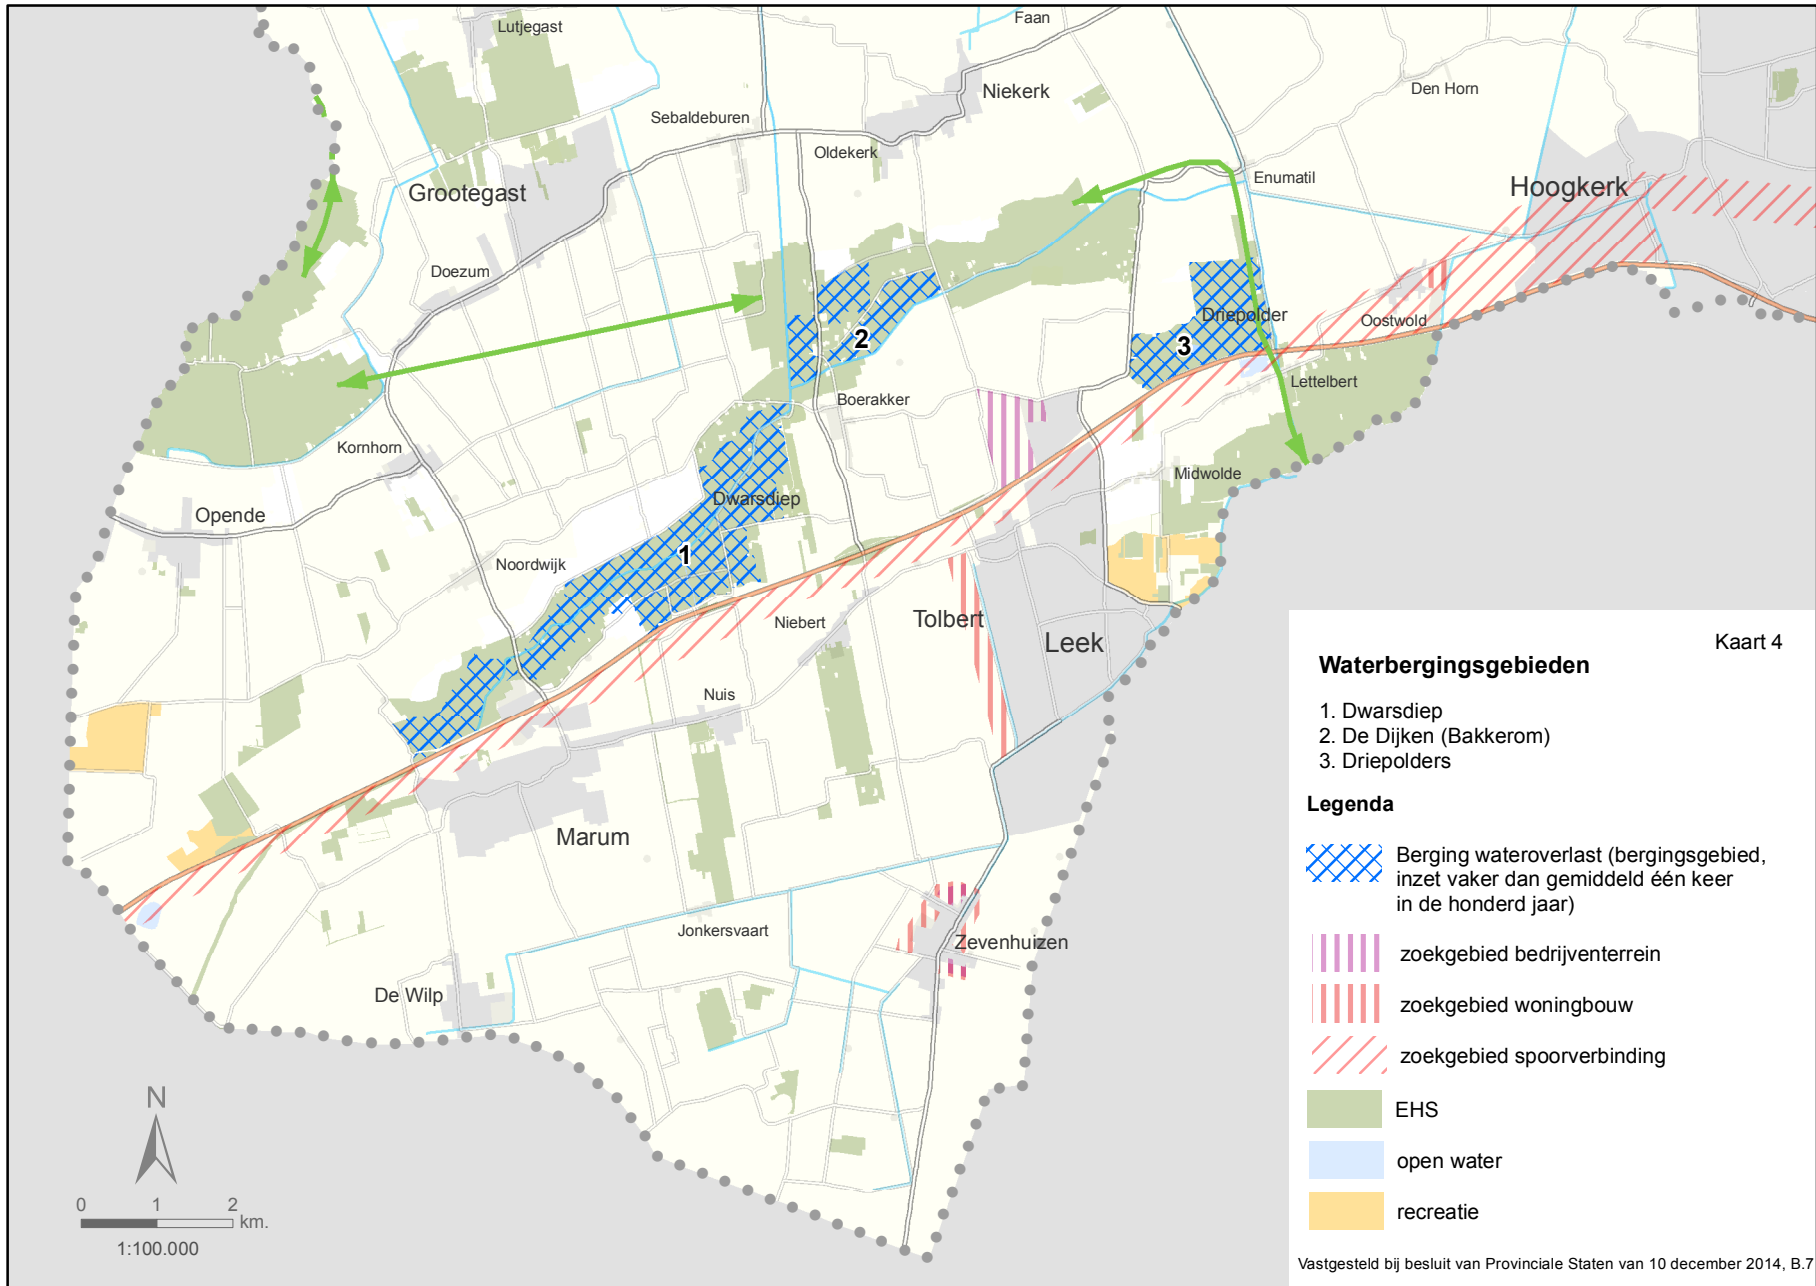 Lutjegast
Faan
Niekerk
Den Horn
Sebaldeburen
Oldekerk
Enumatil
Hoogkerk
Grootegast
Doezum
Driepolder
Oostwold
2
3
Lettelbert
Boerakker
Kornhorn
Midwolde
Dwarsdiep
Opende
1
Noordwijk
Niebert
Tolbert
Leek
Nuis
Marum
Jonkersvaart
Zevenhuizen
De Wilp
N
0 1 2
km.
1:100.000
Kaart 4
Waterbergingsgebieden
1. Dwarsdiep
2. De Dijken (Bakkerom)
3. Driepolders
Legenda
Berging wateroverlast (bergingsgebied,
inzet vaker dan gemiddeld één keer
in de honderd jaar)
zoekgebied bedrijventerrein
zoekgebied woningbouw
zoekgebied spoorverbinding
EHS
open water
recreatie
Vastgesteld bij besluit van Provinciale Staten van 10 december 2014, B.7